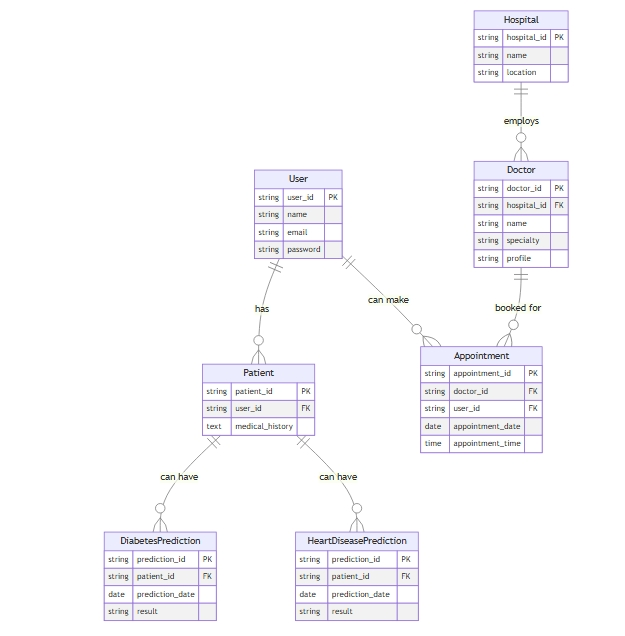 Hospital
string hospital_id PK
string name
string location
employs
Doctor
string doctor_id PK
string hospital_id FK
string name
string specialty
string profile
User
string user_id PK
string name
string email
string password
has
can make
booked for
Patient
string patient_id PK
string user_id FK
text medical_history
Appointment
string appointment_id PK
string doctor_id FK
string user_id FK
date appointment_date
time appointment_time
can have
can have
DiabetesPrediction
string prediction_id PK
string patient_id FK
date prediction_date
string result
HeartDiseasePrediction
string prediction_id PK
string patient_id FK
date prediction_date
string result